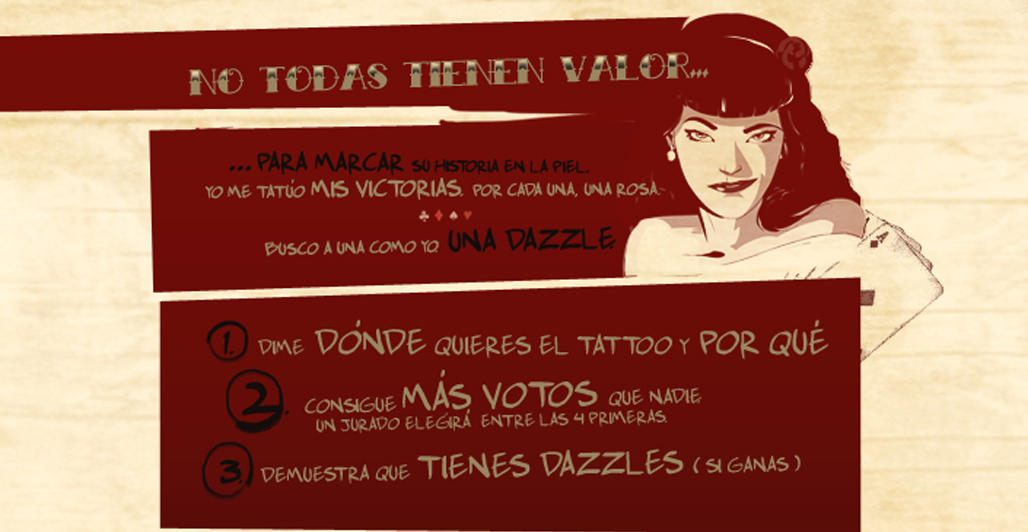 NO TODAS TIENEN VALOR...
... PARA MARCAR SU HISTORIA EN LA PIEL.
YO ME TATÚO MIS VICTORIAS. POR CADA UNA, UNA ROSA.
♣ ♦ ♠ ♥
BUSCO A UNA COMO YO. UNA DAZZLE.
1. DIME DÓNDE QUIERES EL TATTOO Y POR QUÉ
2. CONSIGUE MÁS VOTOS QUE NADIE.
UN JURADO ELEGIRÁ ENTRE LAS 4 PRIMERAS.
3. DEMUESTRA QUE TIENES DAZZLES (SI GANAS)
A